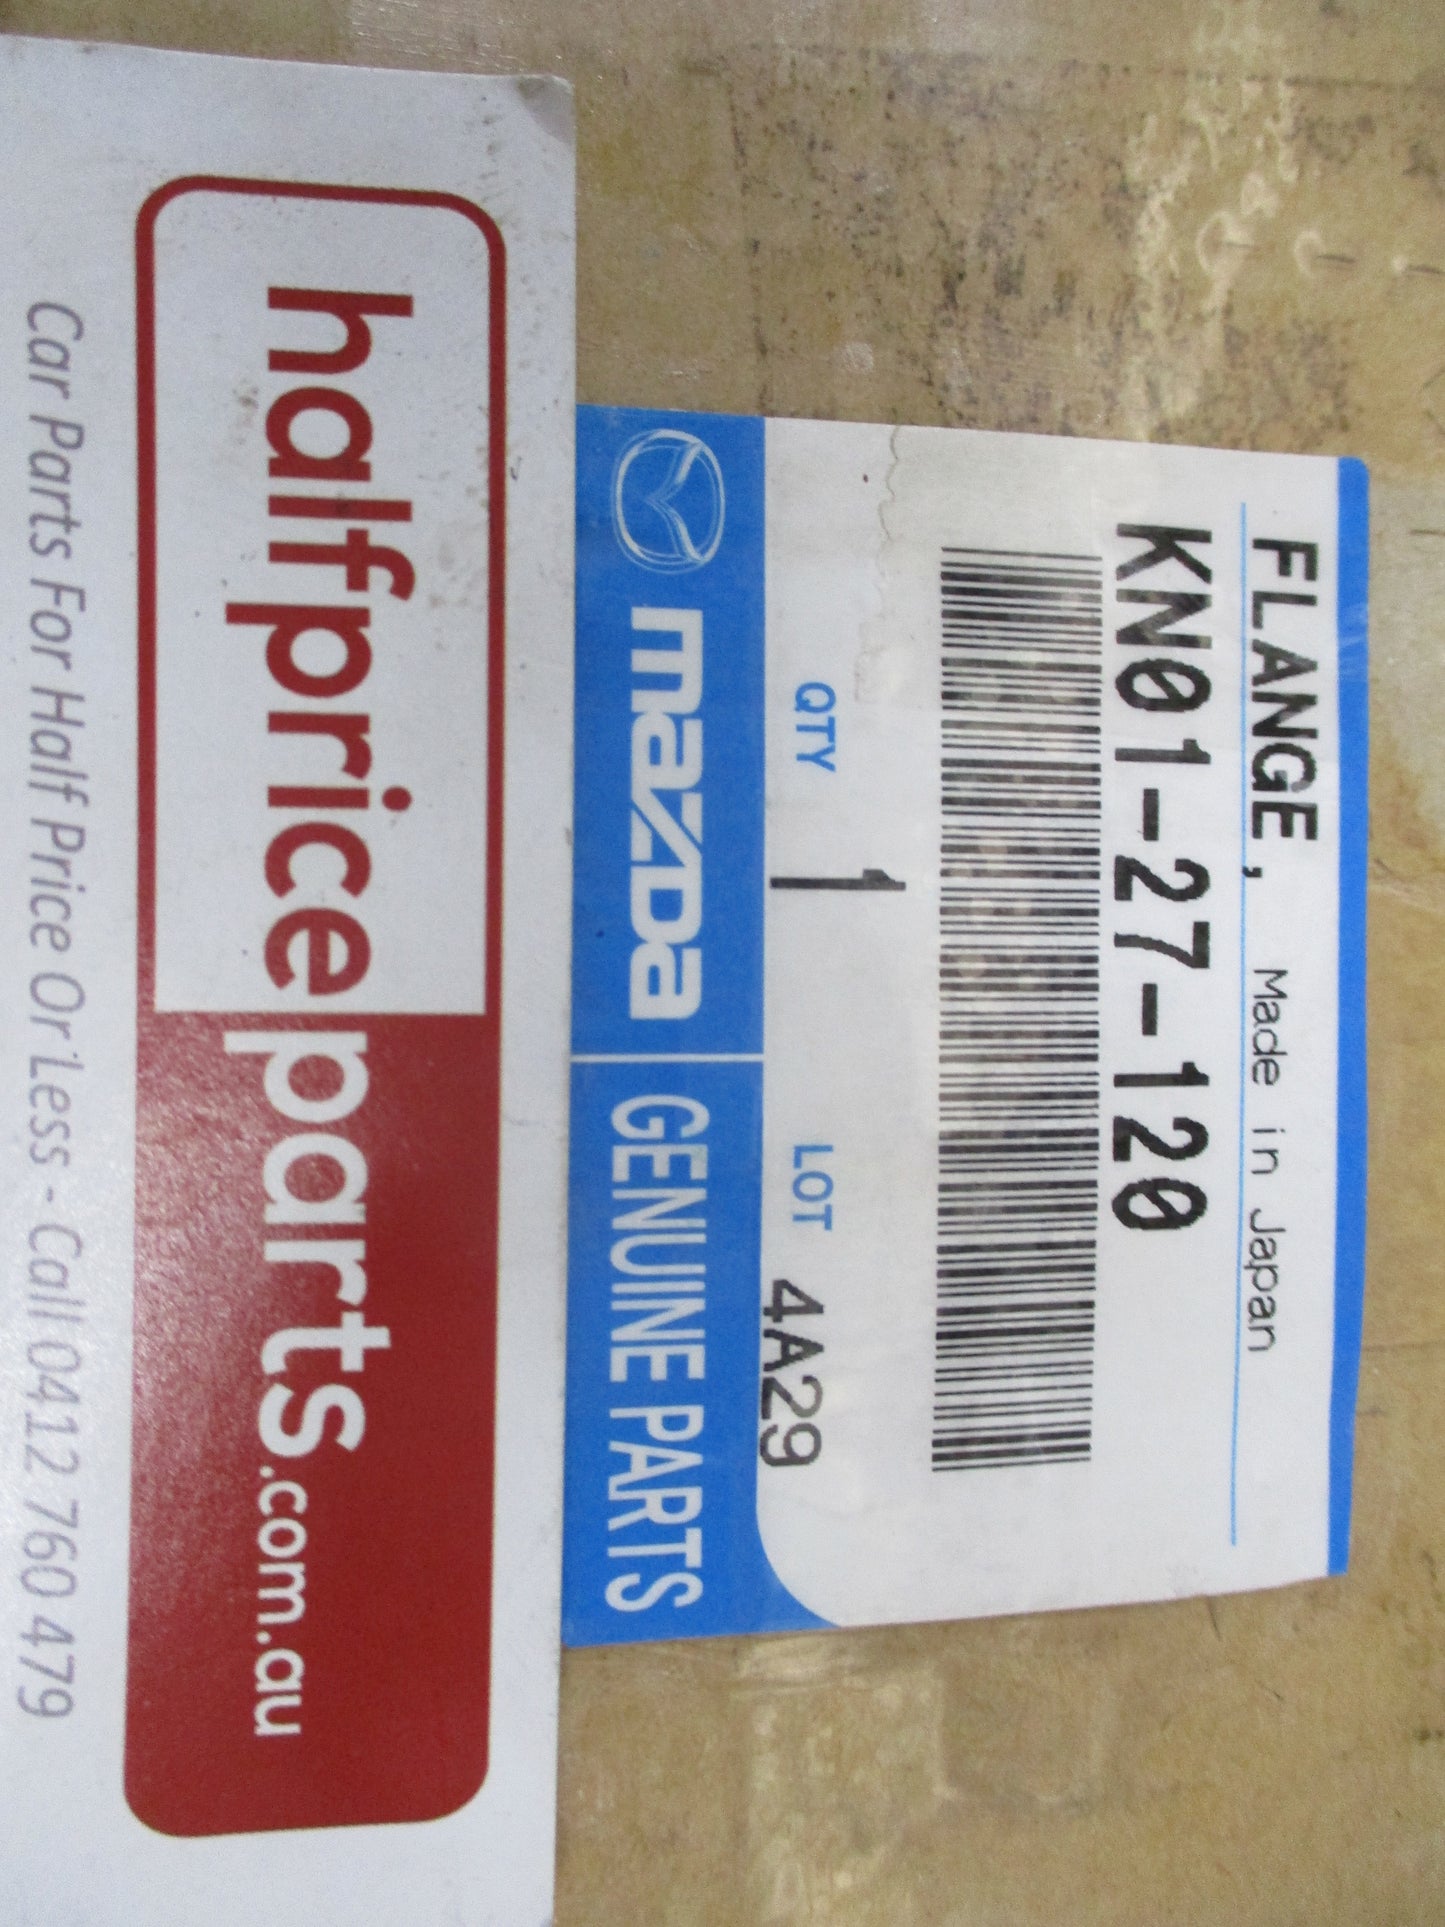 FLANGE, Made in Japan
KN01-27-120
QTY 1 LOT 4A29
mazda GENUINE PARTS
halfpriceparts.com.au
Car Parts For Half Price Or Less - Call 0412 760 479